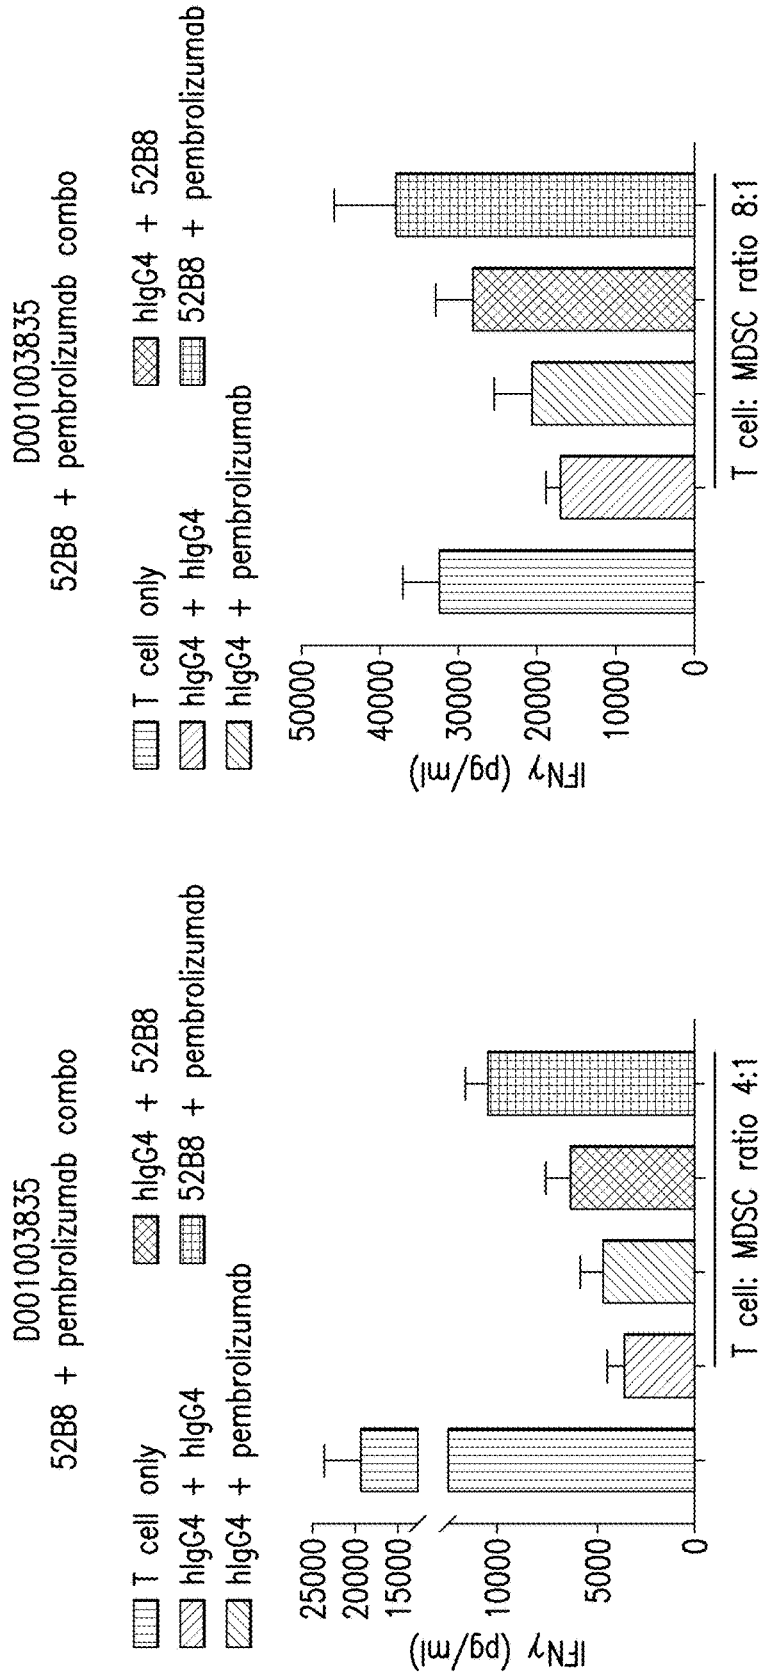 D001003835
52B8 + pembrolizumab combo
T cell only
hIgG4 + hIgG4
hIgG4 + pembrolizumab
hIgG4 + 52B8
52B8 + pembrolizumab
IFNγ (pg/ml)
25000
20000
15000
10000
5000
0
T cell: MDSC ratio 4:1
D001003835
52B8 + pembrolizumab combo
T cell only
hIgG4 + hIgG4
hIgG4 + pembrolizumab
hIgG4 + 52B8
52B8 + pembrolizumab
IFNγ (pg/ml)
50000
40000
30000
20000
10000
0
T cell: MDSC ratio 8:1